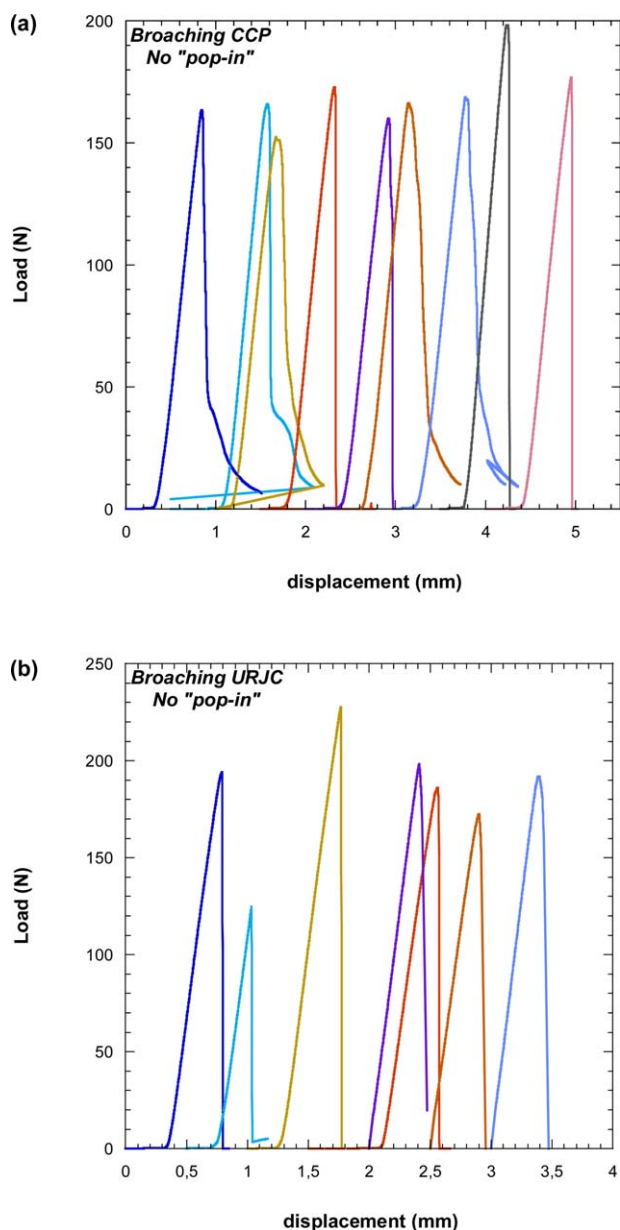 (a)
Broaching CCP
No "pop-in"
200
150
100
50
0
Load (N)
0 1 2 3 4 5
displacement (mm)
(b)
Broaching URJC
No "pop-in"
250
200
150
100
50
0
Load (N)
0 0,5 1 1,5 2 2,5 3 3,5 4
displacement (mm)